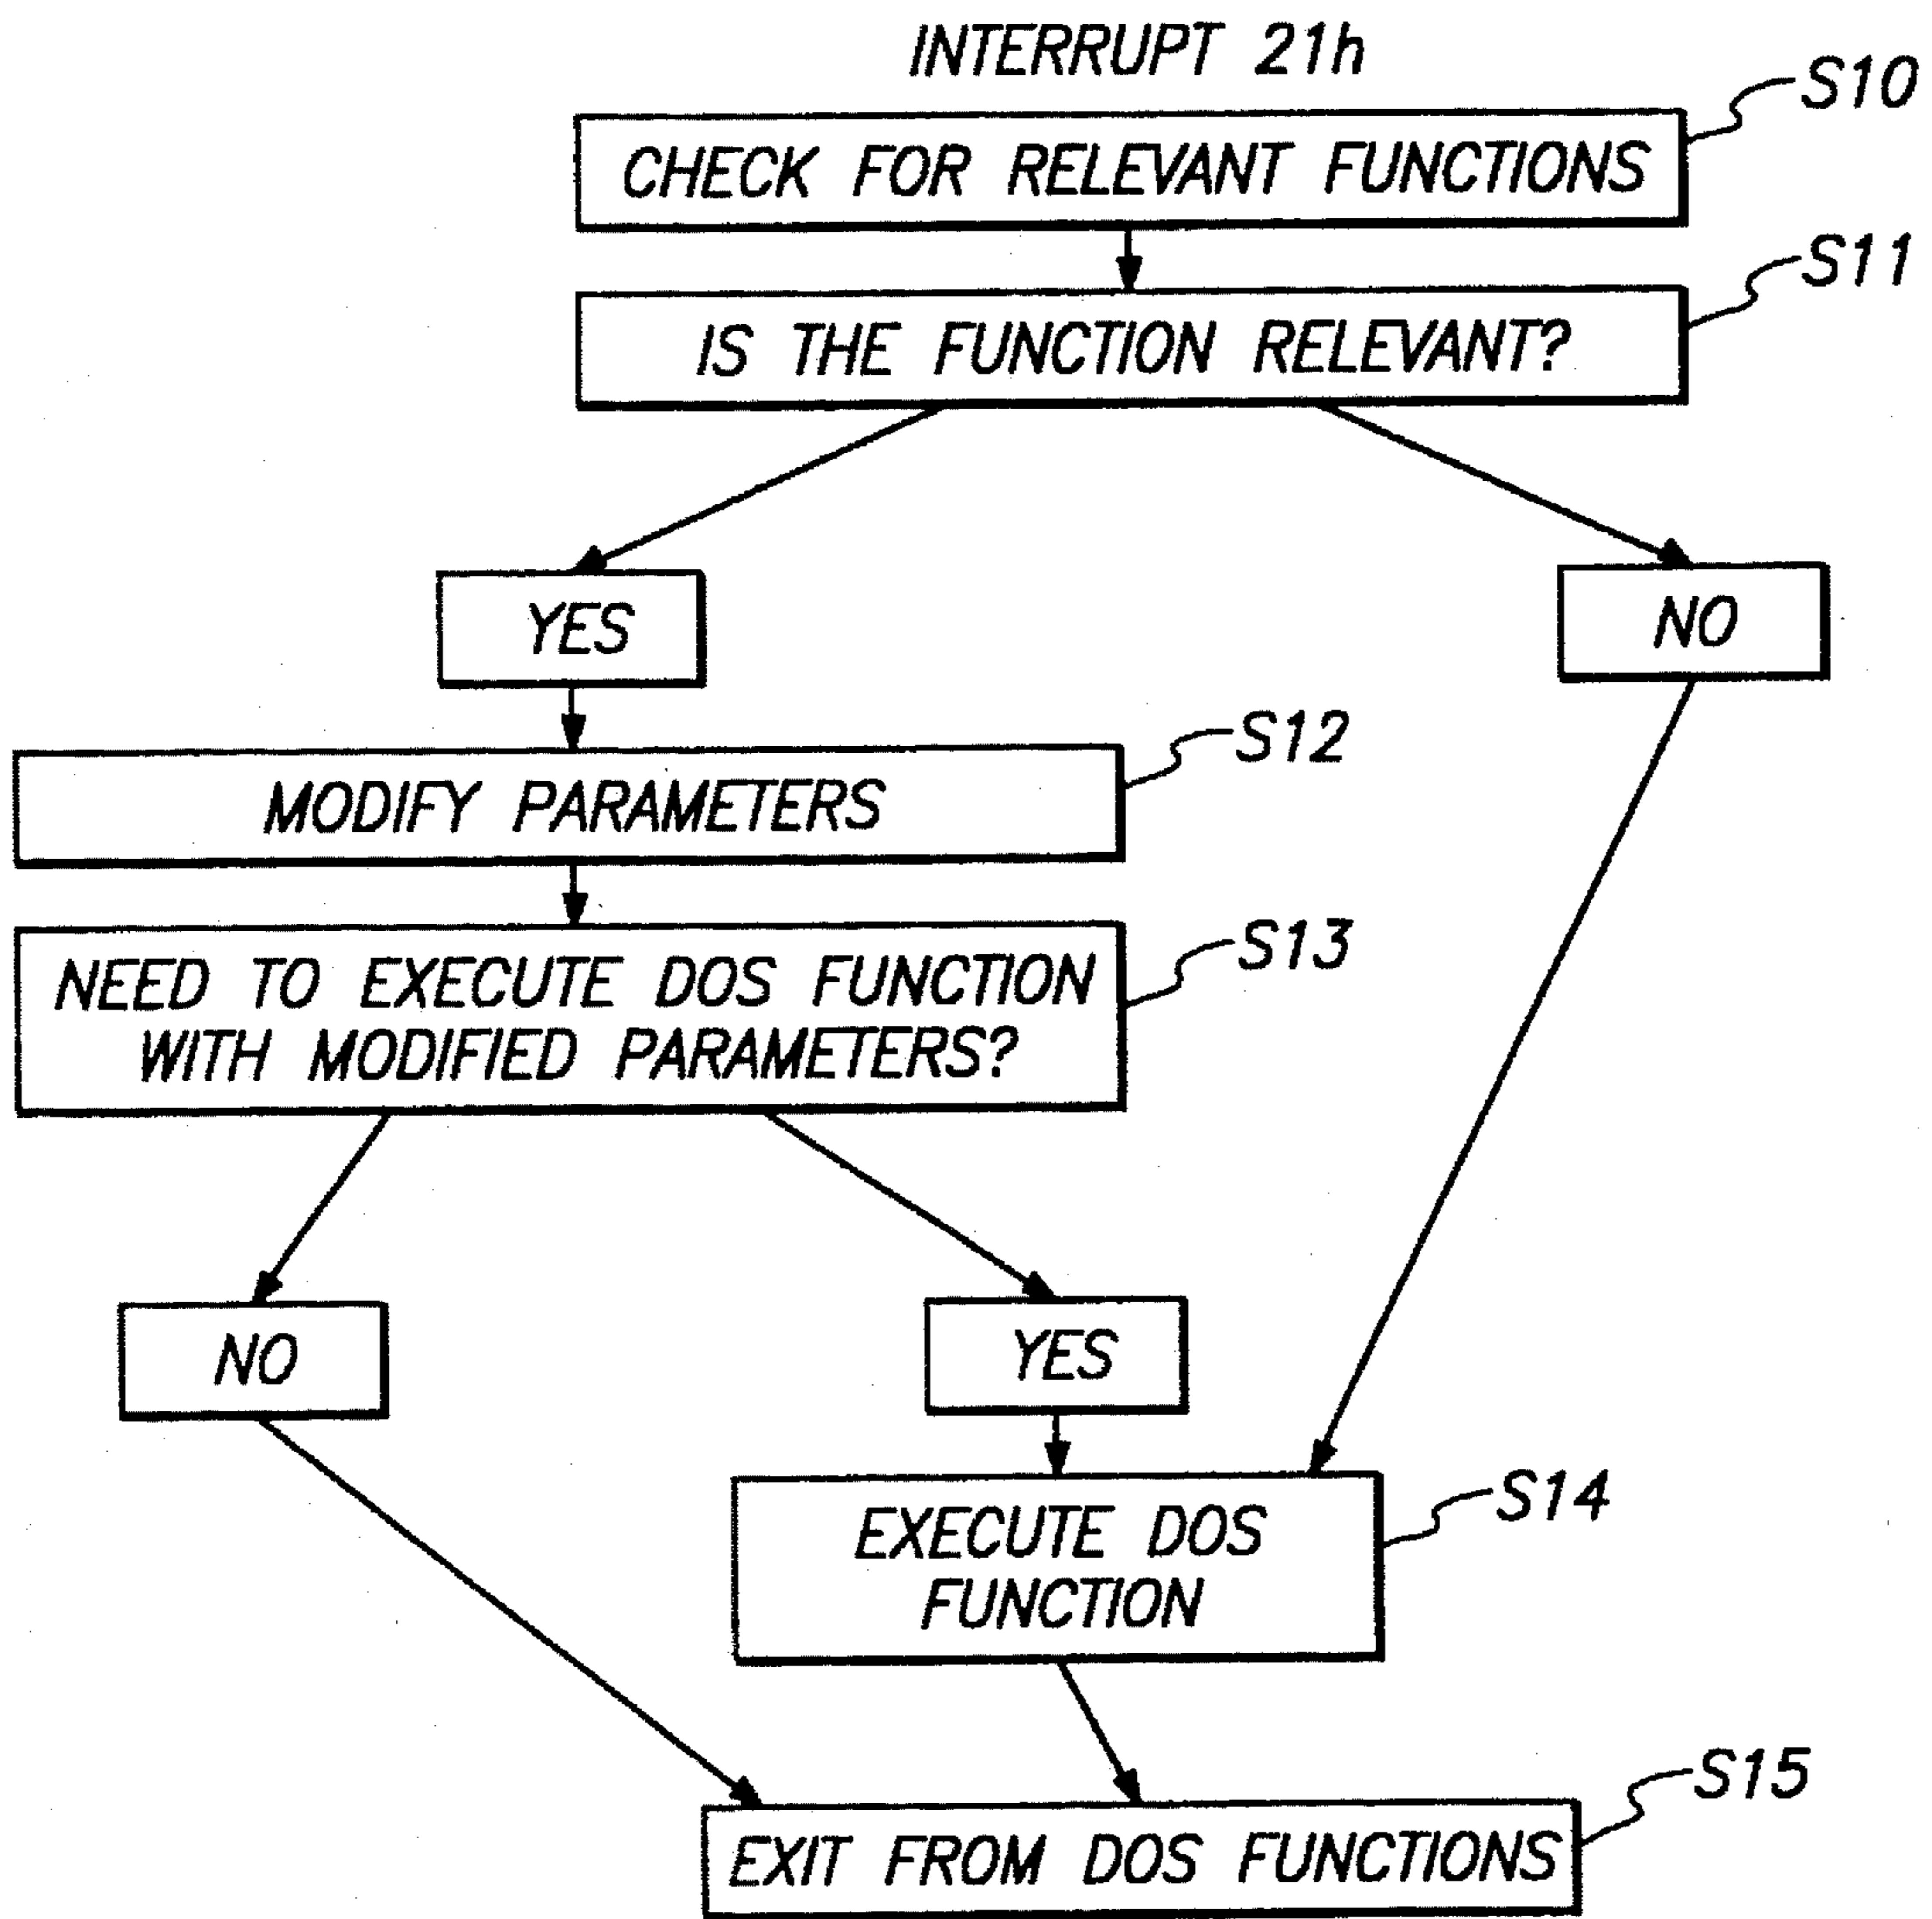 INTERRUPT 21h
S10
CHECK FOR RELEVANT FUNCTIONS
S11
IS THE FUNCTION RELEVANT?
YES
NO
S12
MODIFY PARAMETERS
S13
NEED TO EXECUTE DOS FUNCTION
WITH MODIFIED PARAMETERS?
NO
YES
S14
EXECUTE DOS
FUNCTION
S15
EXIT FROM DOS FUNCTIONS